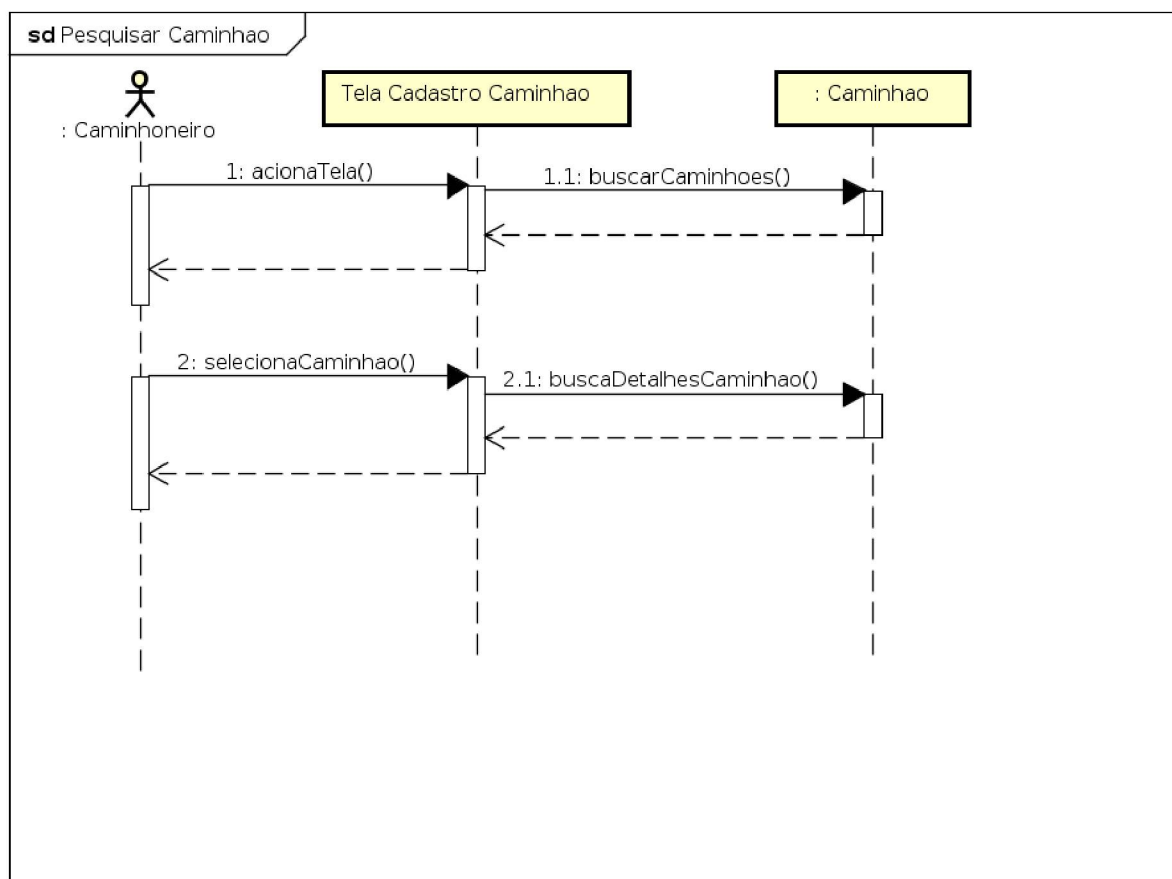 sd Pesquisar Caminhao
: Caminhoneiro
Tela Cadastro Caminhao
: Caminhao
1: acionaTela()
1.1: buscarCaminhoes()
2: selecionaCaminhao()
2.1: buscaDetalhesCaminhao()